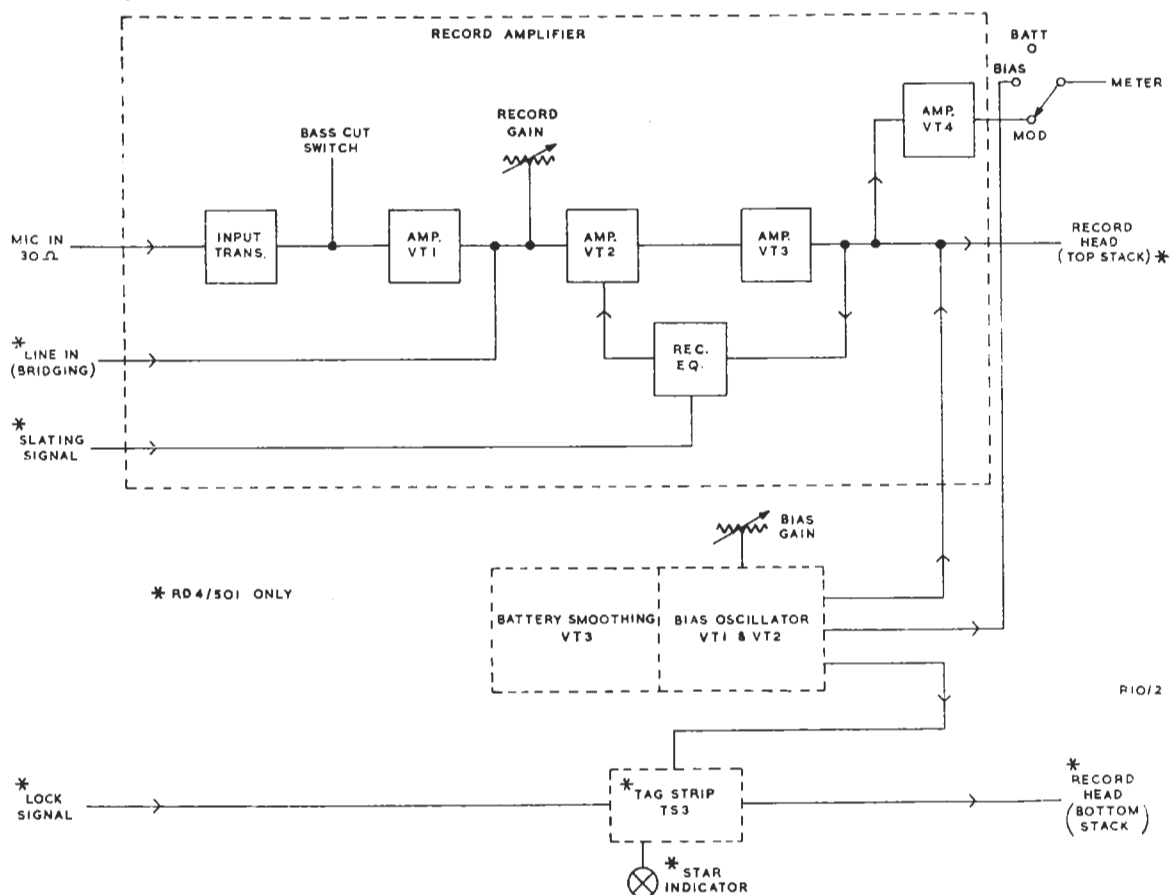 RECORD AMPLIFIER
BATT
BIAS
METER
MOD
AMP.
VT4
RECORD
GAIN
BASS CUT
SWITCH
MIC IN
30 Ω
INPUT
TRANS.
AMP.
VT1
AMP.
VT2
AMP.
VT3
RECORD
HEAD
(TOP STACK) *
*
LINE IN
(BRIDGING)
REC.
EQ.
*
SLATING
SIGNAL
BIAS
GAIN
* RD4/501 ONLY
BATTERY SMOOTHING
VT3
BIAS OSCILLATOR
VT1 & VT2
P10/2
*
LOCK
SIGNAL
* TAG STRIP
TS3
*
RECORD
HEAD
(BOTTOM
STACK)
* STAR
INDICATOR